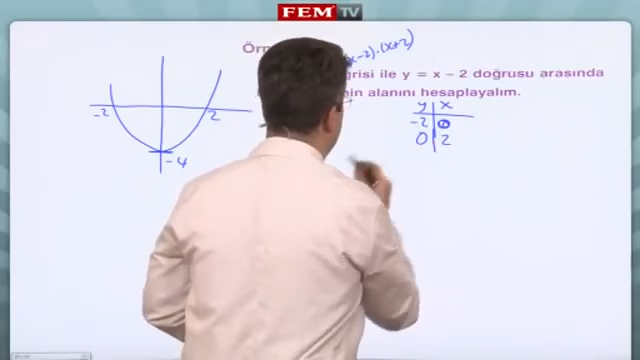 FEM TV
Örn
x-2).(x+2)
ğrisi ile y = x - 2 doğrusu arasında
nin alanını hesaplayalım.
y x
-2 0
0 2
-2 2
-4